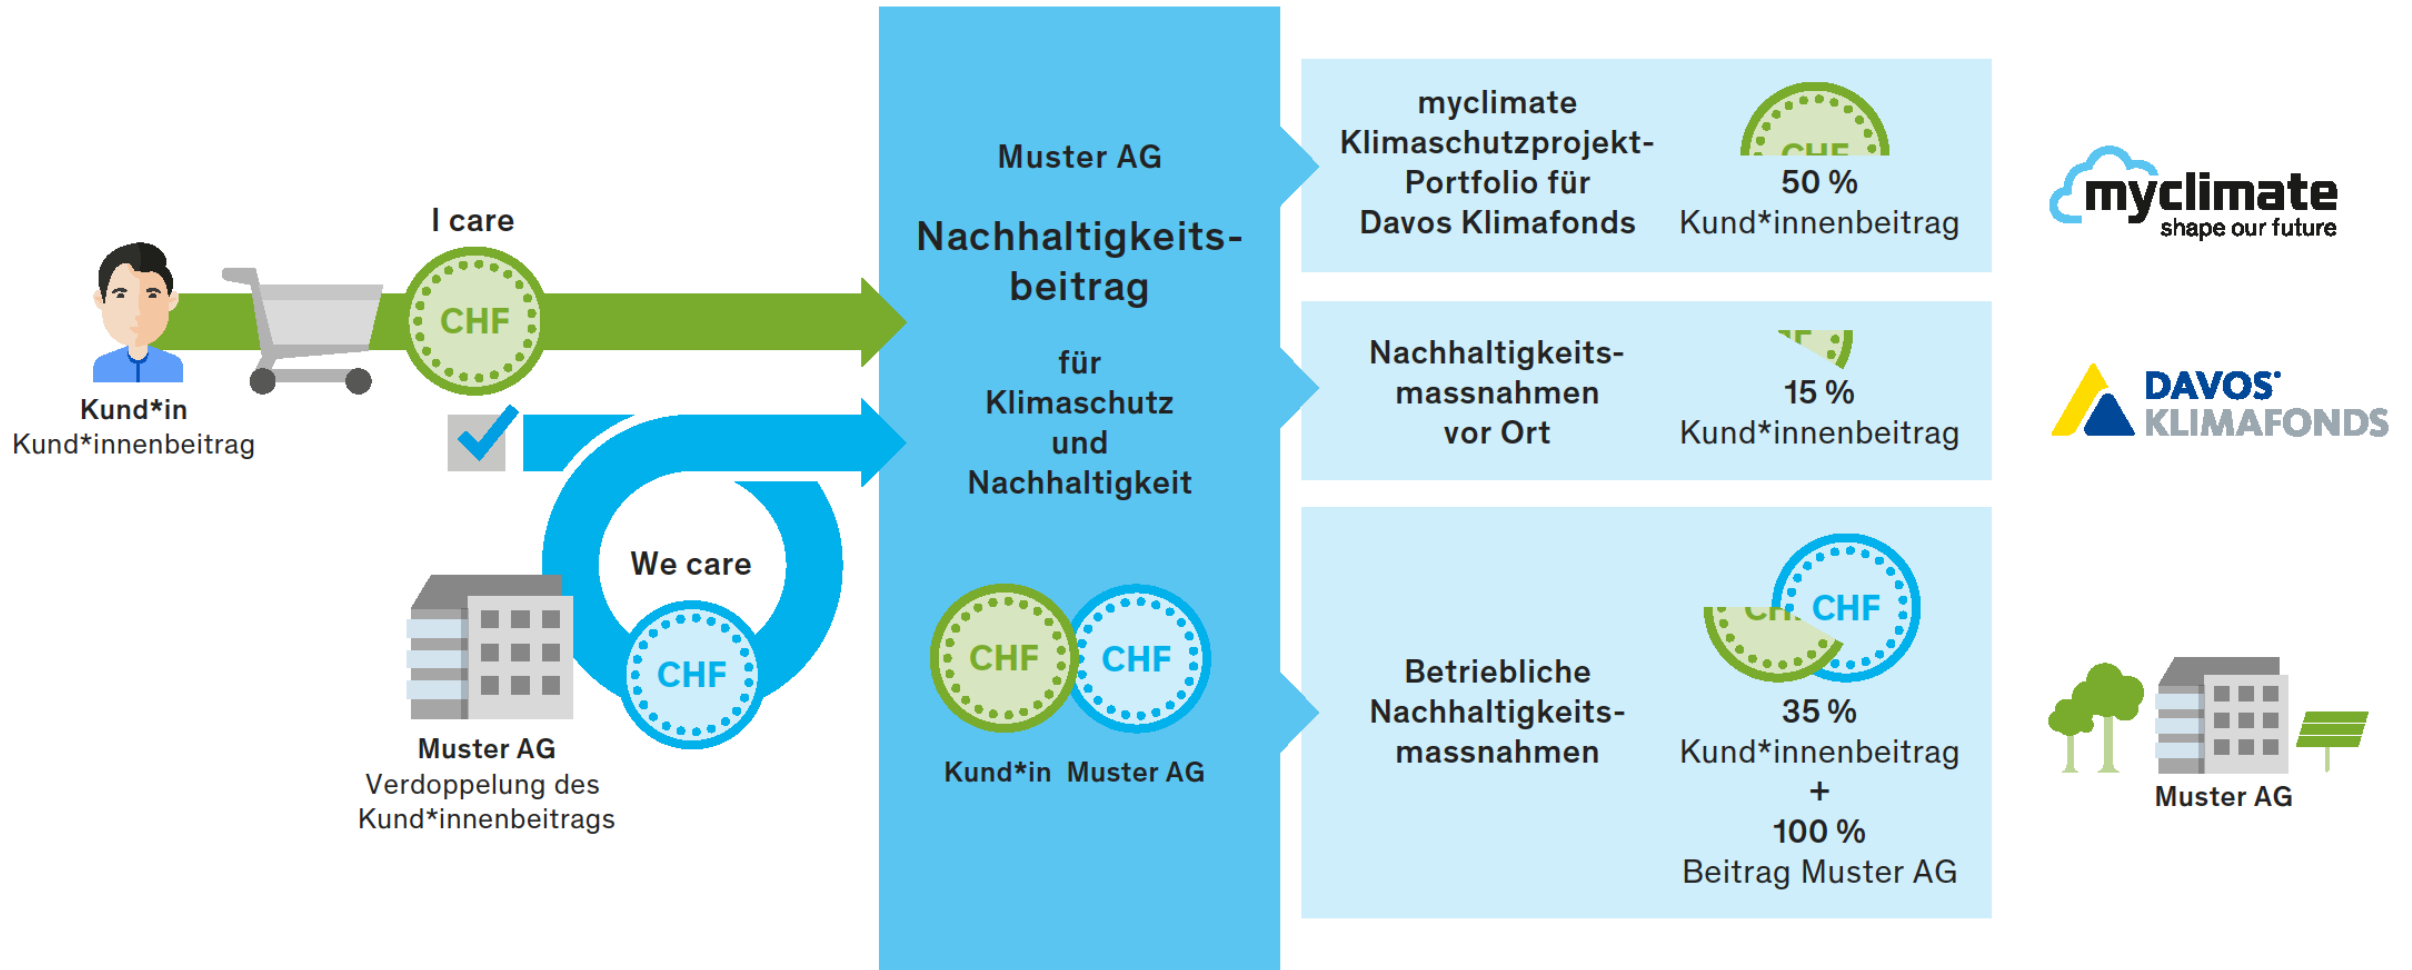 I care
CHF
Kund*in
Kund*innenbeitrag
We care
CHF
Muster AG
Verdoppelung des
Kund*innenbeitrags
Muster AG
Nachhaltigkeits-
beitrag
für
Klimaschutz
und
Nachhaltigkeit
CHF
CHF
Kund*in
Muster AG
myclimate
Klimaschutzprojekt-
Portfolio für
Davos Klimafonds
CHF
50 %
Kund*innenbeitrag
myclimate
shape our future
Nachhaltigkeits-
massnahmen
vor Ort
15 %
Kund*innenbeitrag
DAVOS
KLIMAFONDS
Betriebliche
Nachhaltigkeits-
massnahmen
CHF
35 %
Kund*innenbeitrag
+
100 %
Beitrag Muster AG
Muster AG